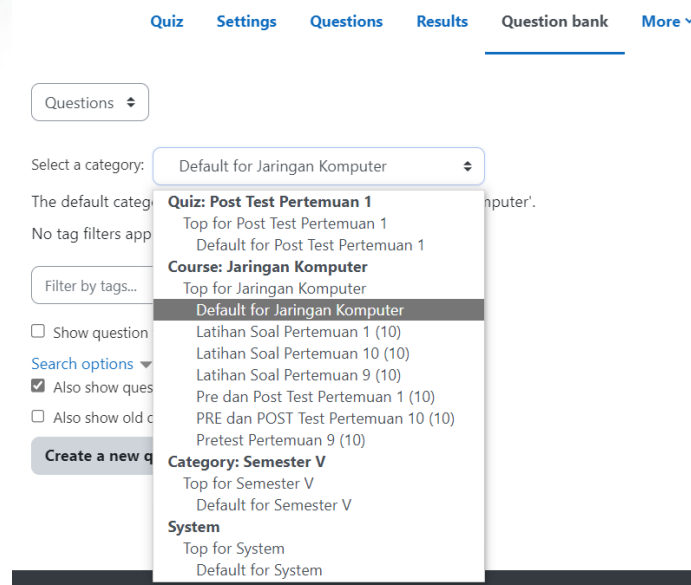 Quiz Settings Questions Results Question bank More
Questions
Select a category: Default for Jaringan Komputer
The default categ
nputer'.
Quiz: Post Test Pertemuan 1
Top for Post Test Pertemuan 1
No tag filters app
Default for Post Test Pertemuan 1
Course: Jaringan Komputer
Filter by tags...
Top for Jaringan Komputer
Default for Jaringan Komputer
Show question
Latihan Soal Pertemuan 1 (10)
Latihan Soal Pertemuan 10 (10)
Search options
Latihan Soal Pertemuan 9 (10)
Also show ques
Pre dan Post Test Pertemuan 1 (10)
Also show old
PRE dan POST Test Pertemuan 10 (10)
Pretest Pertemuan 9 (10)
Create a new q
Category: Semester V
Top for Semester V
Default for Semester V
System
Top for System
Default for System